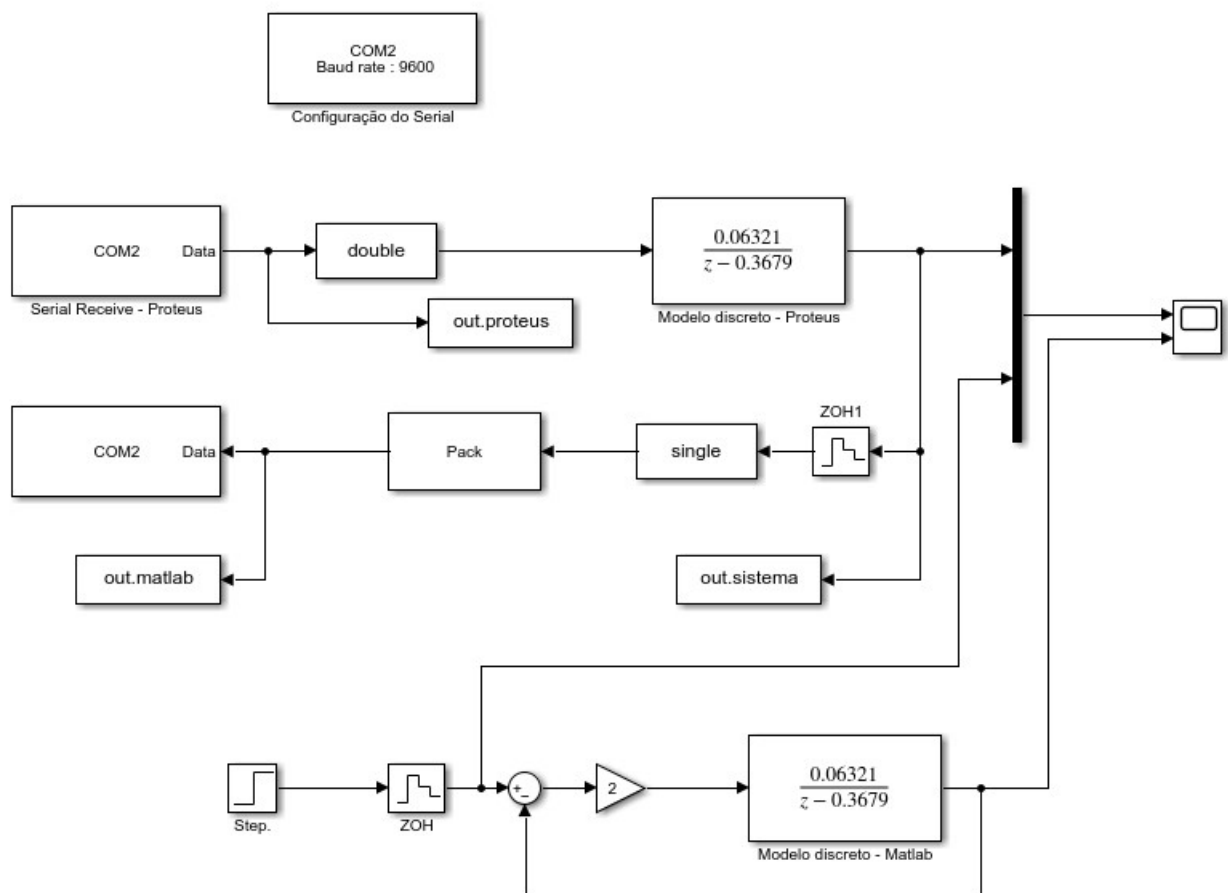 COM2
Baud rate : 9600
Configuração do Serial
COM2
Data
Serial Receive - Proteus
double
out.proteus
0.06321
z − 0.3679
Modelo discreto - Proteus
COM2
Data
Pack
single
ZOH1
out.matlab
out.sistema
Step.
ZOH
+
−
2
0.06321
z − 0.3679
Modelo discreto - Matlab